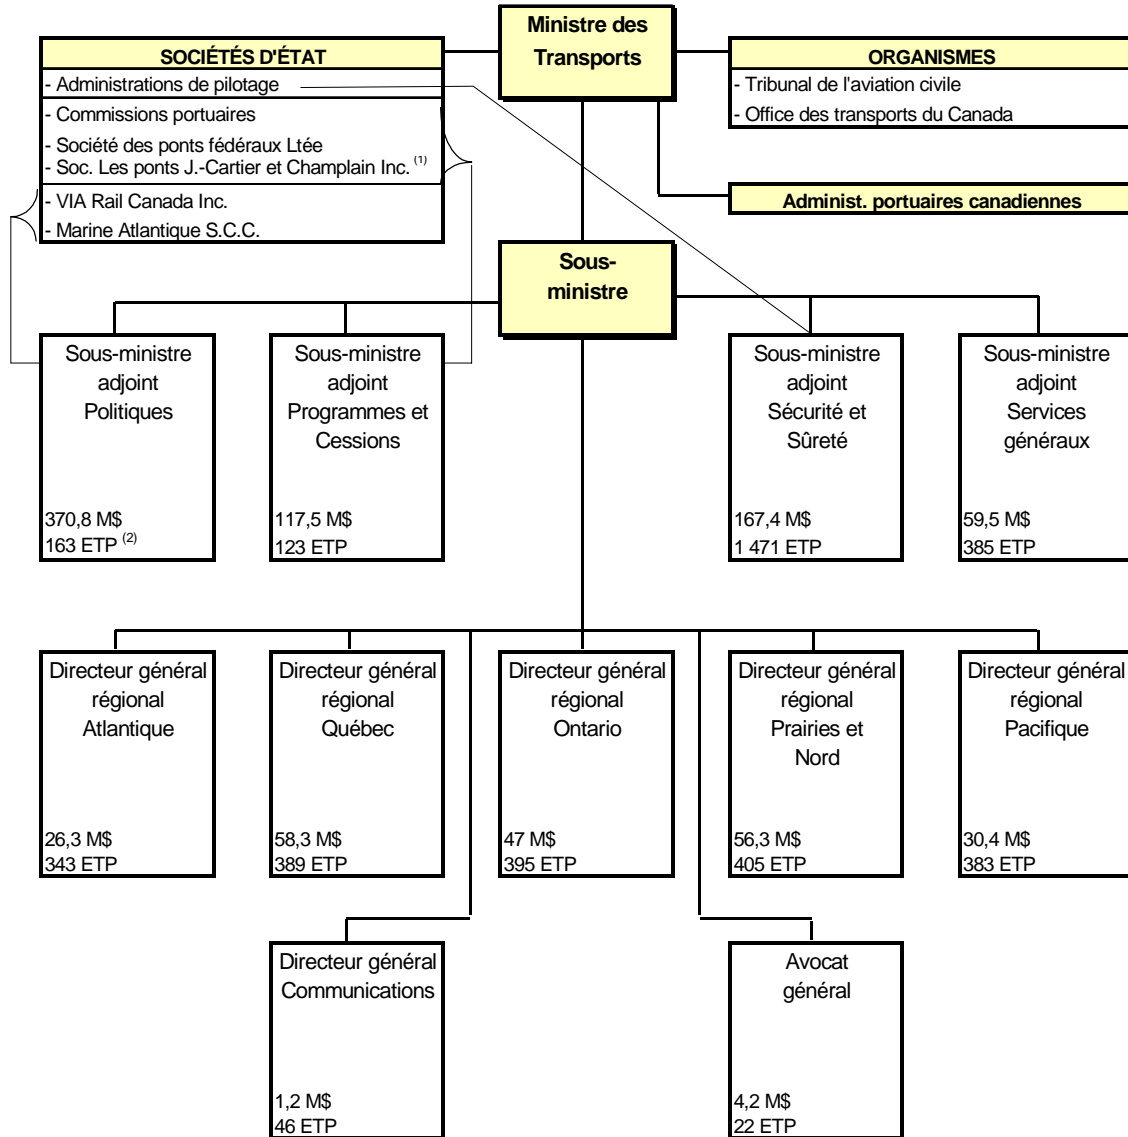 Ministre des
Transports
SOCIÉTÉS D'ÉTAT
- Administrations de pilotage
- Commissions portuaires
- Société des ponts fédéraux Ltée
- Soc. Les ponts J.-Cartier et Champlain Inc. (1)
- VIA Rail Canada Inc.
- Marine Atlantique S.C.C.
ORGANISMES
- Tribunal de l'aviation civile
- Office des transports du Canada
Administ. portuaires canadiennes
Sous-
ministre
Sous-ministre
adjoint
Politiques
370,8 M$
163 ETP (2)
Sous-ministre
adjoint
Programmes et
Cessions
117,5 M$
123 ETP
Sous-ministre
adjoint
Sécurité et
Sûreté
167,4 M$
1 471 ETP
Sous-ministre
adjoint
Services
généraux
59,5 M$
385 ETP
Directeur général
régional
Atlantique
26,3 M$
343 ETP
Directeur général
régional
Québec
58,3 M$
389 ETP
Directeur général
régional
Ontario
47 M$
395 ETP
Directeur général
régional
Prairies et
Nord
56,3 M$
405 ETP
Directeur général
régional
Pacifique
30,4 M$
383 ETP
Directeur général
Communications
1,2 M$
46 ETP
Avocat
général
4,2 M$
22 ETP